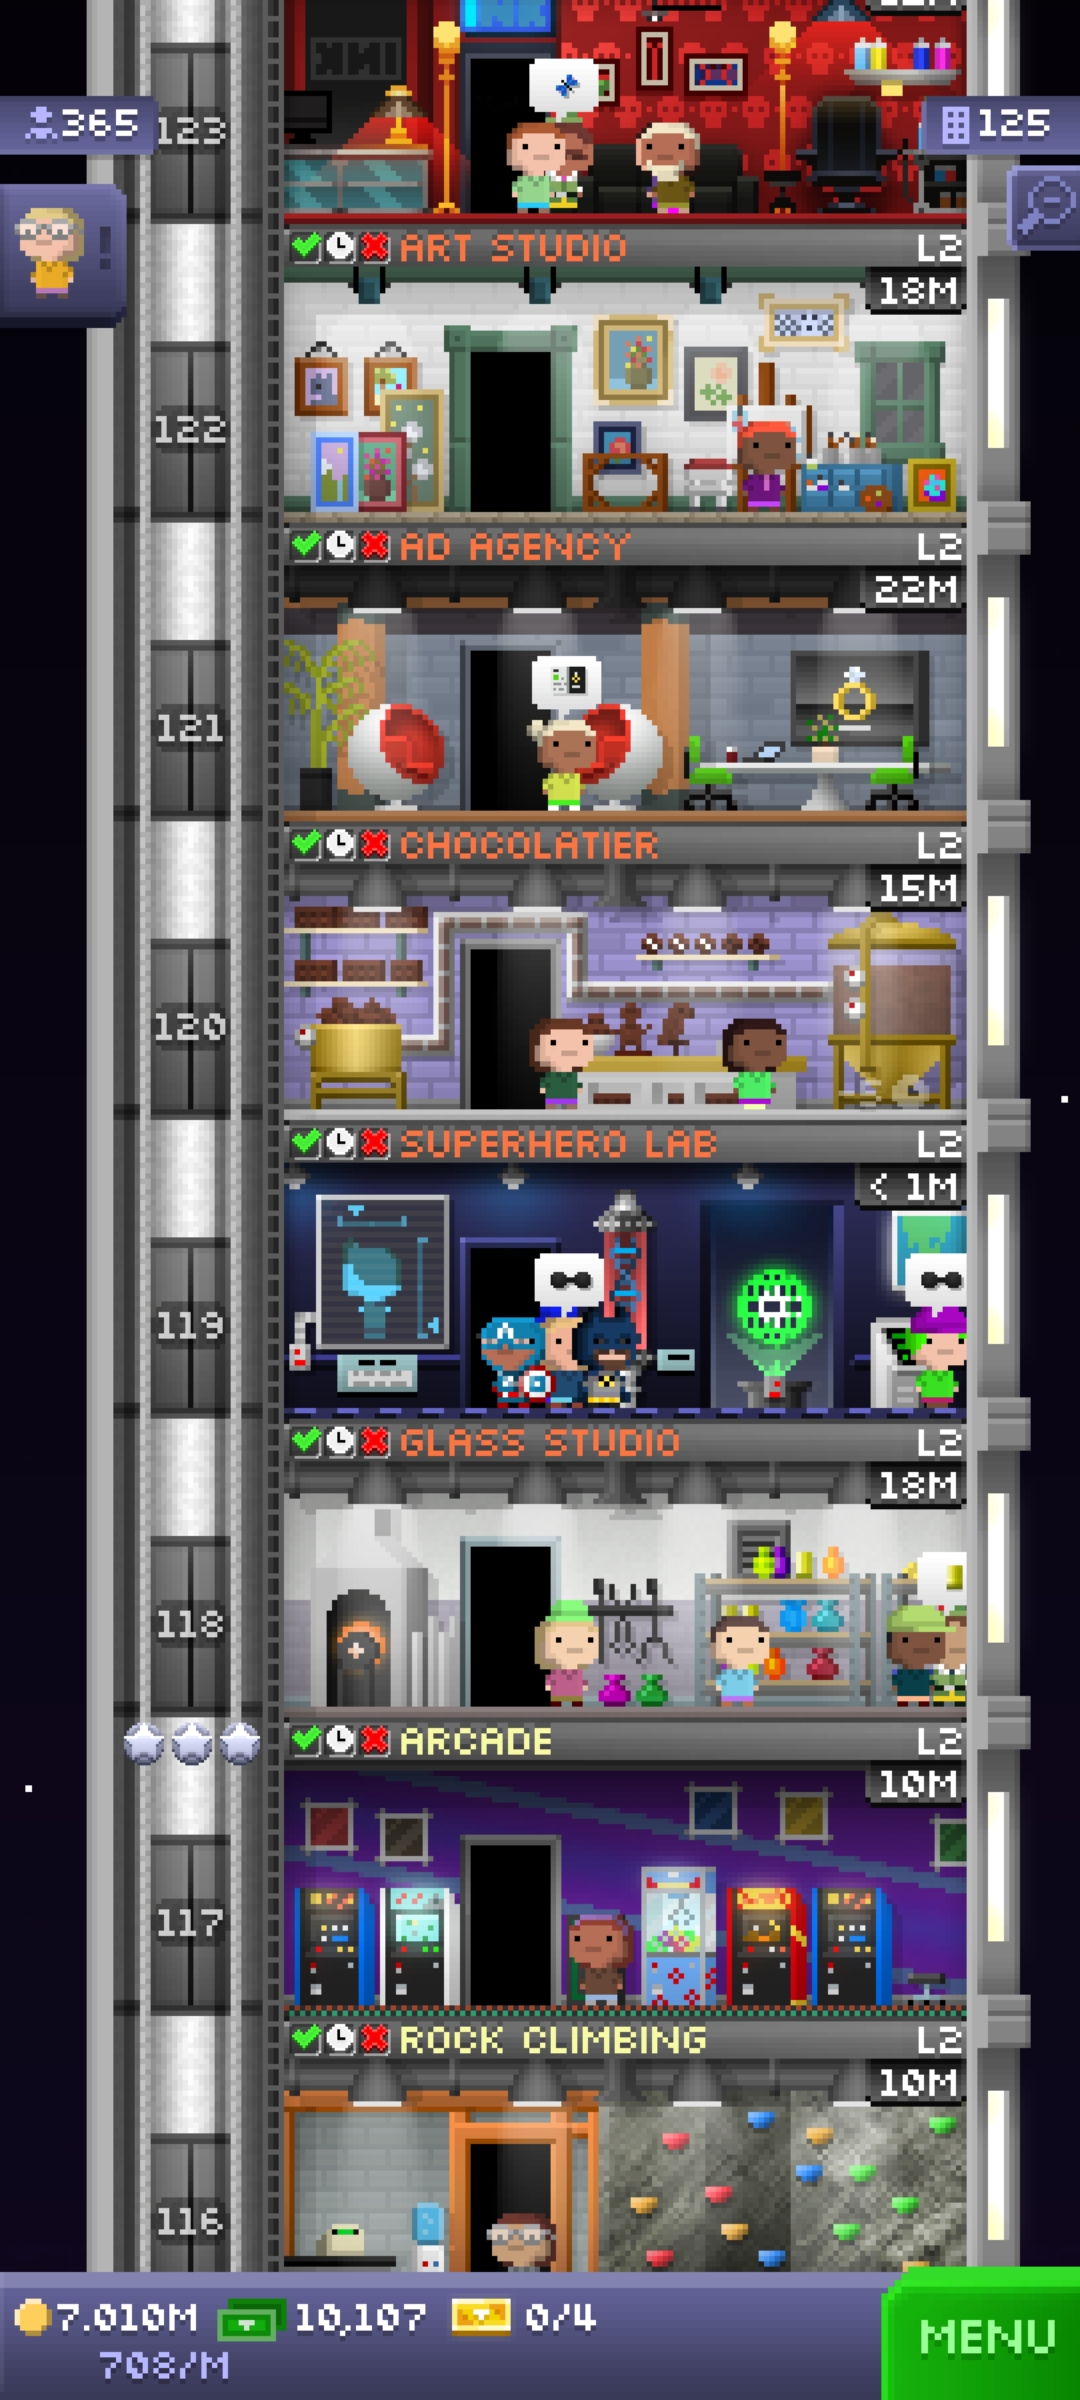 365
123
125
ART STUDIO L2
18M
122
AD AGENCY L2
22M
121
CHOCOLATIER L2
15M
120
SUPERHERO LAB L2
< 1M
119
GLASS STUDIO L2
18M
118
ARCADE L2
10M
117
ROCK CLIMBING L2
10M
116
7.010M 10,107 0/4
708/M
MENU